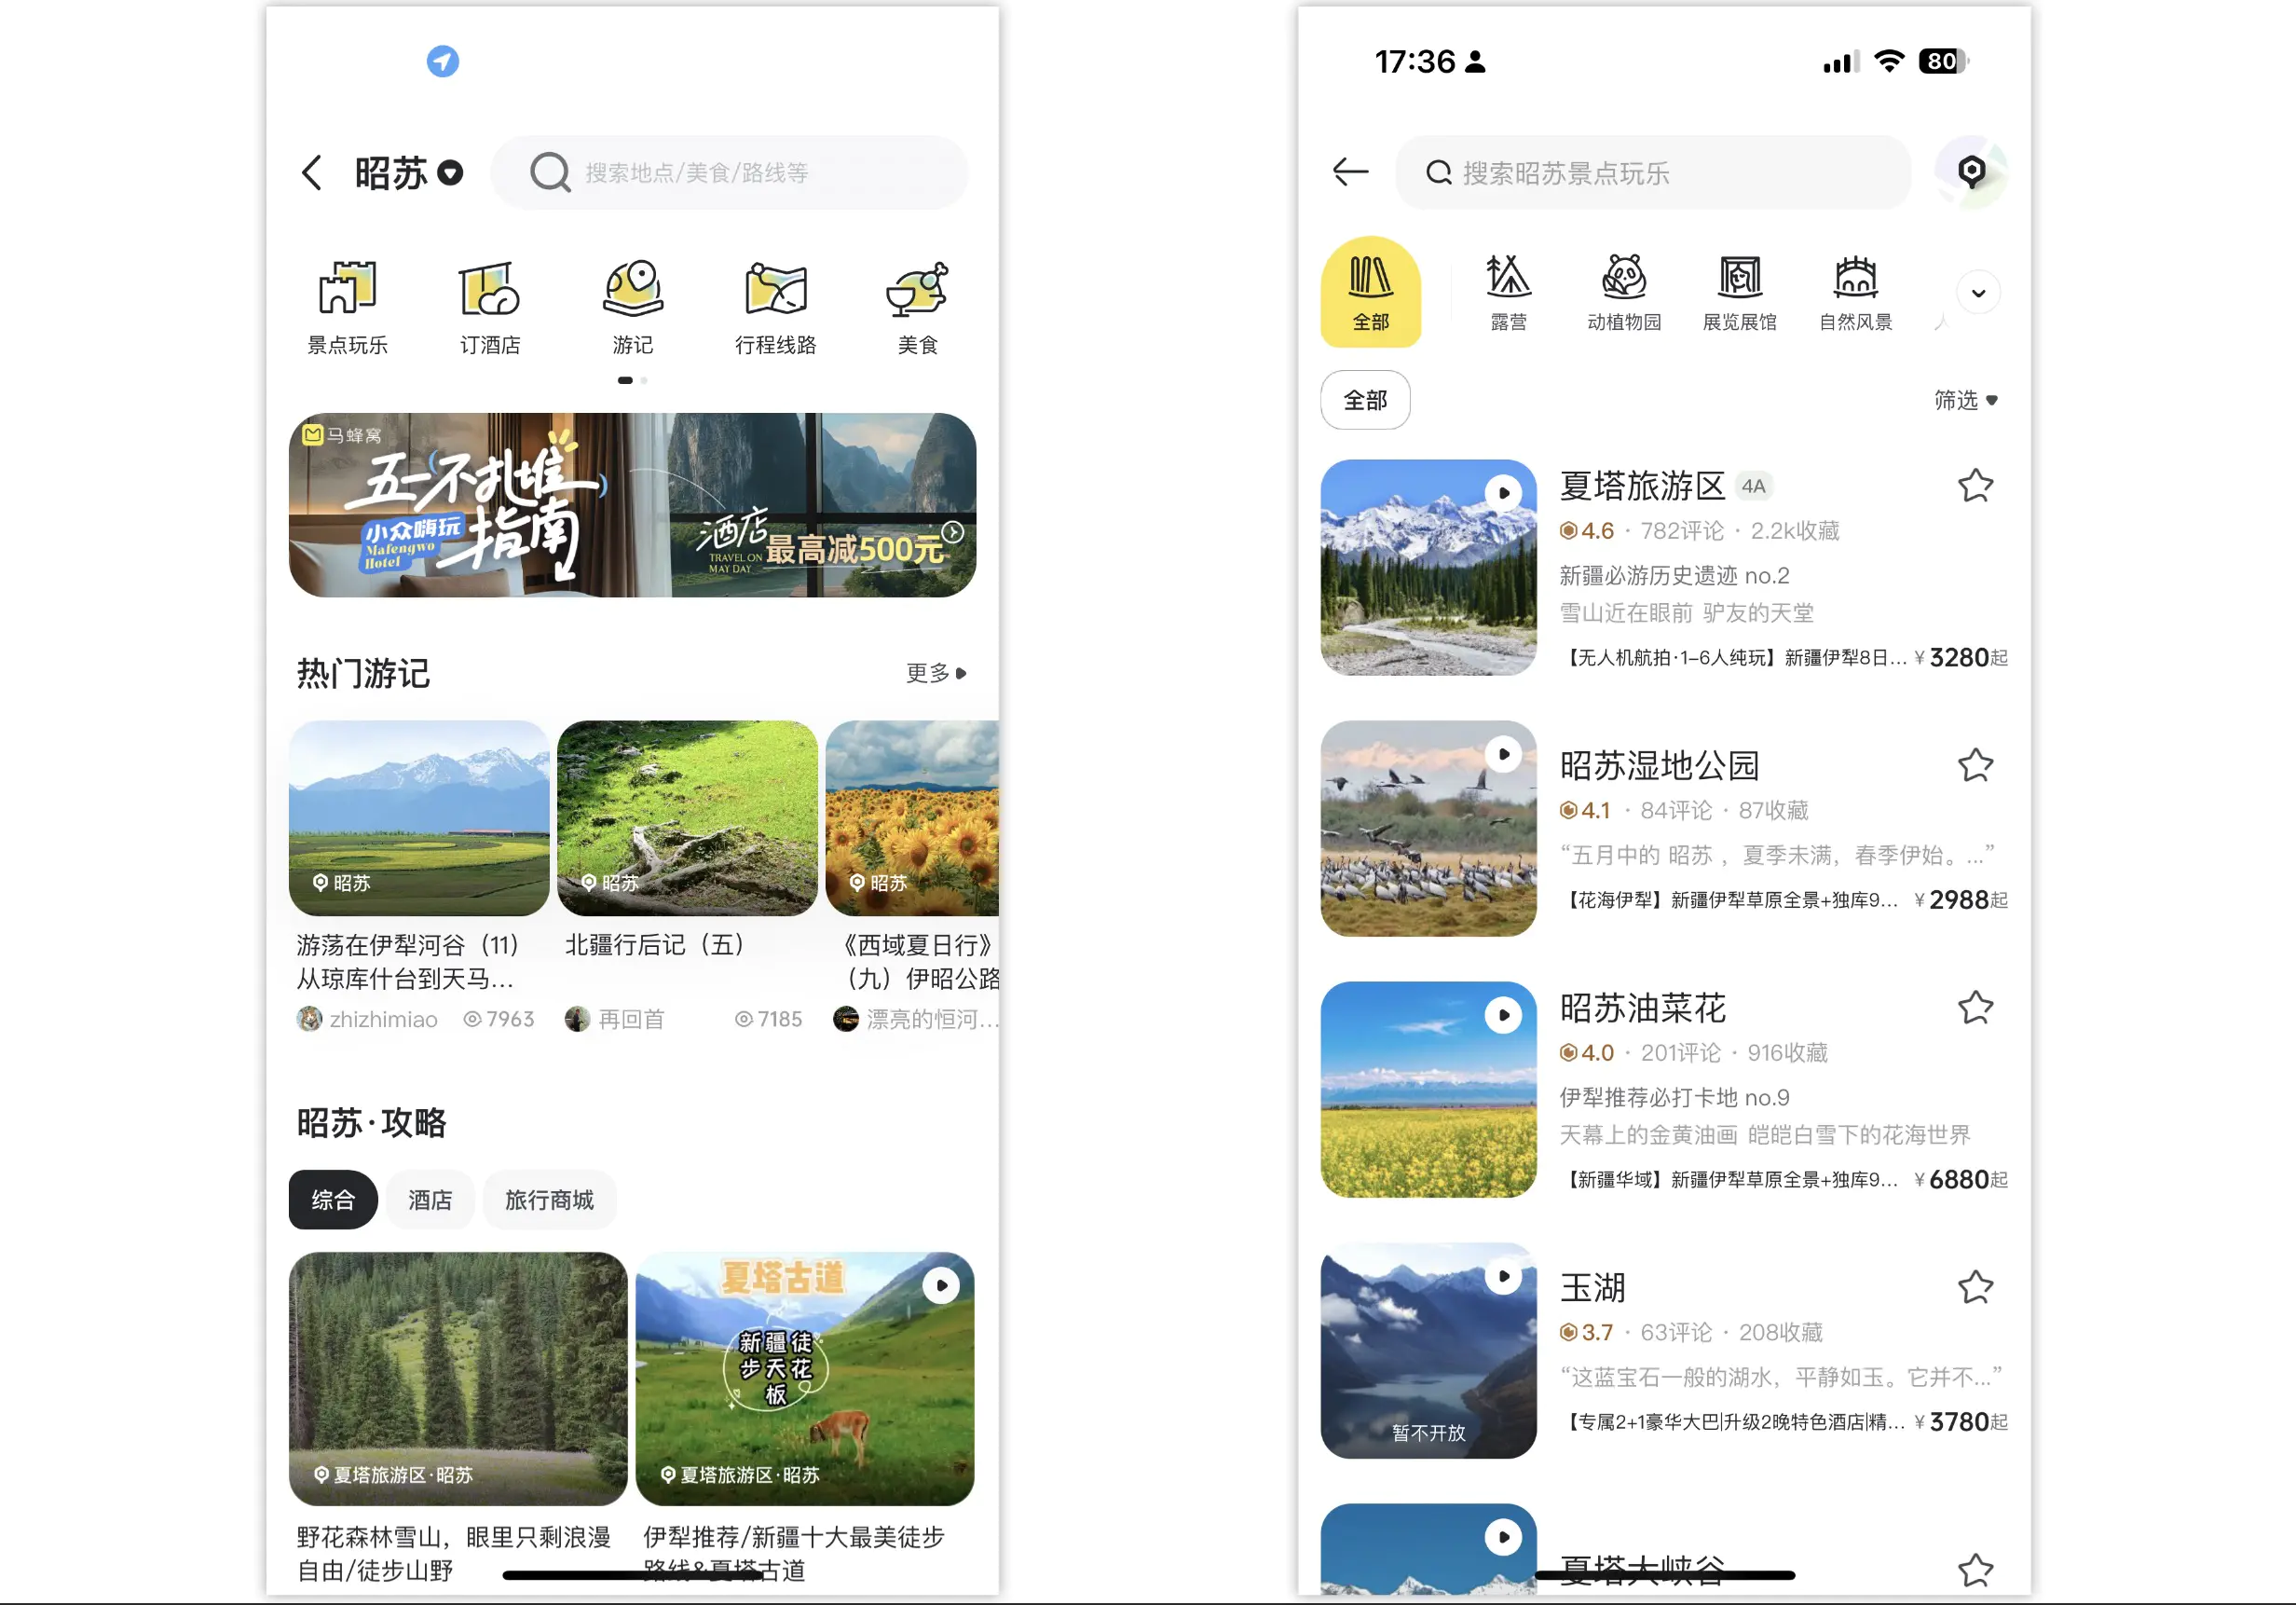 昭苏
搜索地点/美食/路线等
景点玩乐
订酒店
游记
行程线路
美食
马蜂窝
五一不扎堆
小众嗨玩
指南
Mafengwo
Hotel
酒店
TRAVEL ON
MAY DAY
最高减500元
热门游记
更多
昭苏
昭苏
昭苏
游荡在伊犁河谷（11）
从琼库什台到天马...
zhizhimiao
7963
北疆行后记（五）
再回首
7185
《西域夏日行》
（九）伊昭公路
漂亮的恒河...
昭苏·攻略
综合
酒店
旅行商城
夏塔旅游区·昭苏
野花森林雪山，眼里只剩浪漫
自由/徒步山野
夏塔古道
新疆徒
步天花
板
夏塔旅游区·昭苏
伊犁推荐/新疆十大最美徒步
路线&夏塔古道
17:36
80
搜索昭苏景点玩乐
全部
露营
动植物园
展览展馆
自然风景
全部
筛选
夏塔旅游区 4A
4.6 · 782评论 · 2.2k收藏
新疆必游历史遗迹 no.2
雪山近在眼前 驴友的天堂
【无人机航拍·1-6人纯玩】新疆伊犁8日... ¥3280起
昭苏湿地公园
4.1 · 84评论 · 87收藏
“五月中的 昭苏 ，夏季未满，春季伊始。...”
【花海伊犁】新疆伊犁草原全景+独库9... ¥2988起
昭苏油菜花
4.0 · 201评论 · 916收藏
伊犁推荐必打卡地 no.9
天幕上的金黄油画 皑皑白雪下的花海世界
【新疆华域】新疆伊犁草原全景+独库9... ¥6880起
暂不开放
玉湖
3.7 · 63评论 · 208收藏
“这蓝宝石一般的湖水，平静如玉。它并不...”
【专属2+1豪华大巴|升级2晚特色酒店|精... ¥3780起
夏塔大峡谷